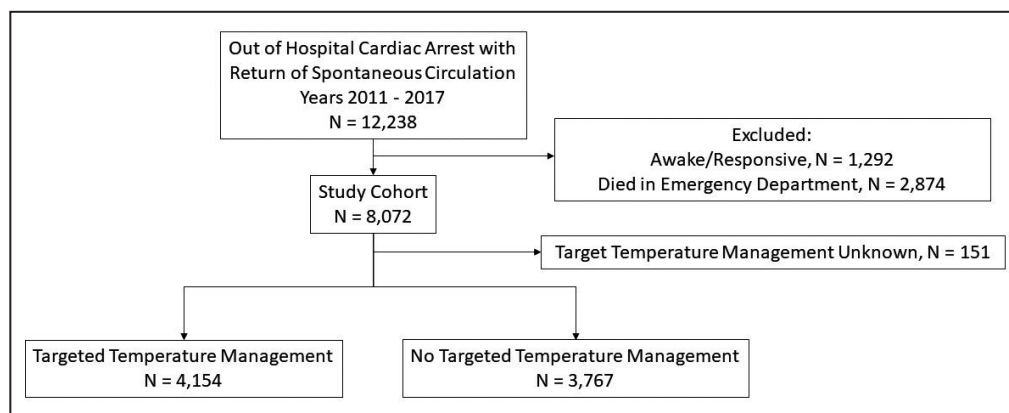 Out of Hospital Cardiac Arrest with
Return of Spontaneous Circulation
Years 2011 - 2017
N = 12,238
Excluded:
Awake/Responsive, N = 1,292
Died in Emergency Department, N = 2,874
Study Cohort
N = 8,072
Target Temperature Management Unknown, N = 151
Targeted Temperature Management
N = 4,154
No Targeted Temperature Management
N = 3,767